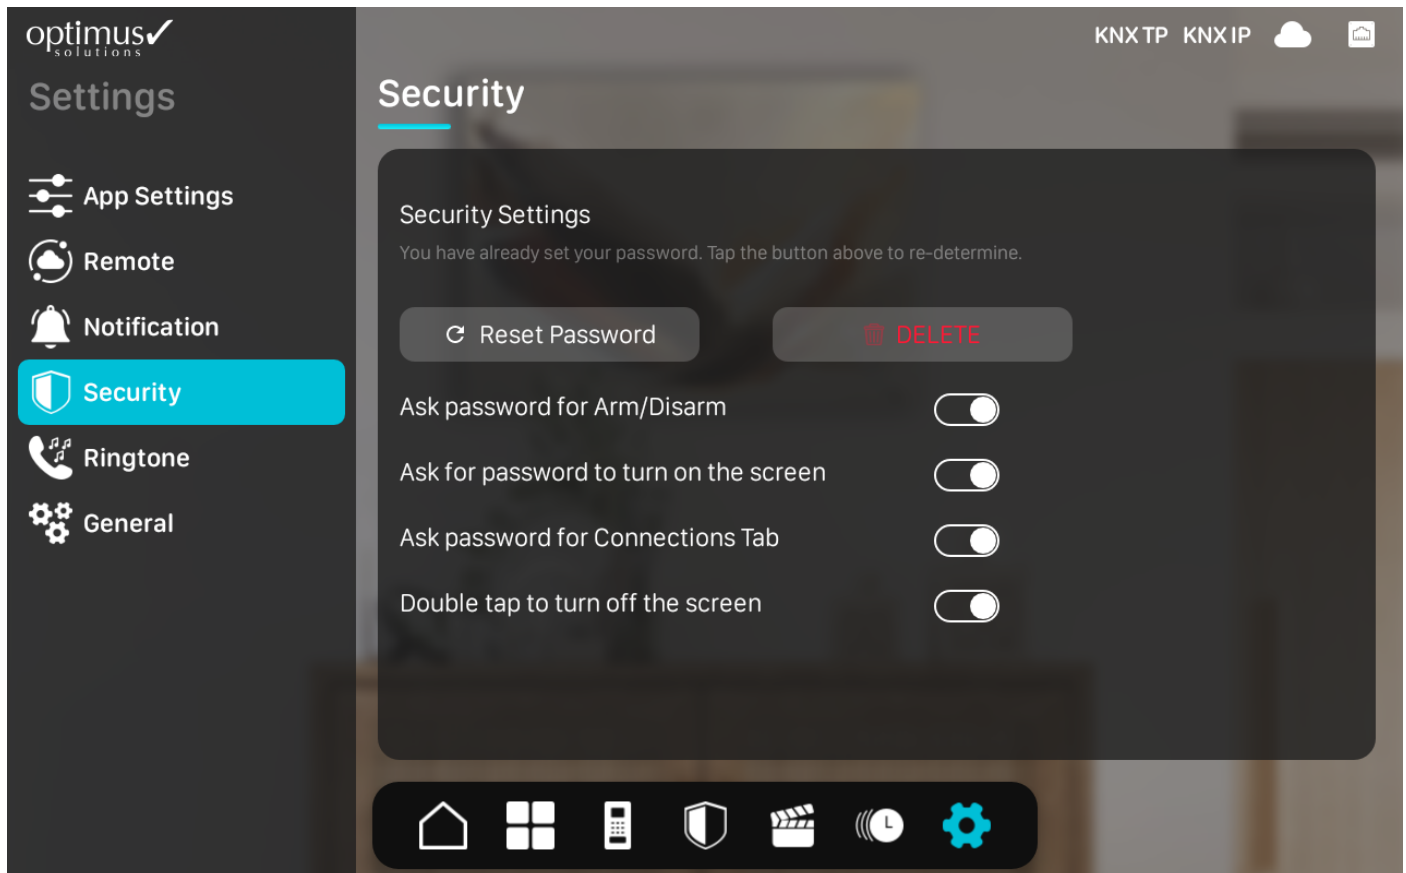 optimus
solutions
KNX TP KNX IP
Settings
Security
App Settings
Remote
Notification
Security
Ringtone
General
Security Settings
You have already set your password. Tap the button above to re-determine.
Reset Password
DELETE
Ask password for Arm/Disarm
Ask for password to turn on the screen
Ask password for Connections Tab
Double tap to turn off the screen